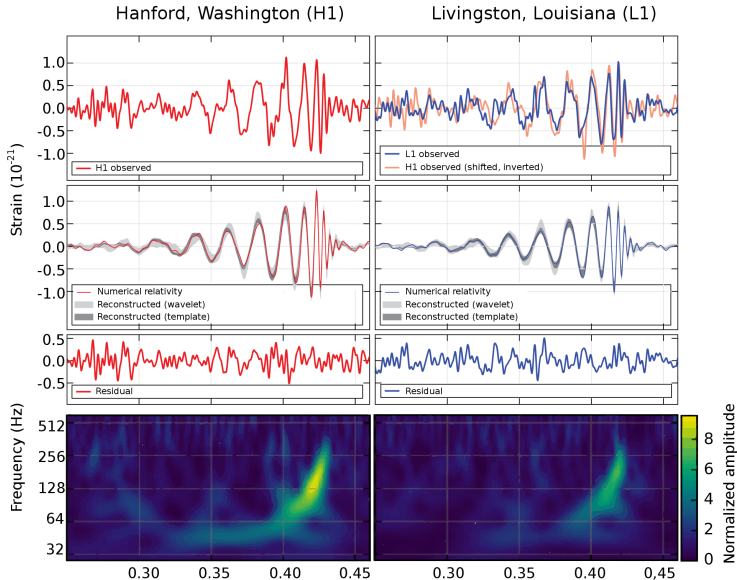 Hanford, Washington (H1)
Livingston, Louisiana (L1)
Strain (10⁻²¹)
1.0
0.5
0.0
-0.5
-1.0
H1 observed
L1 observed
H1 observed (shifted, inverted)
1.0
0.5
0.0
-0.5
-1.0
Numerical relativity
Reconstructed (wavelet)
Reconstructed (template)
Numerical relativity
Reconstructed (wavelet)
Reconstructed (template)
0.5
0.0
-0.5
Residual
Residual
Frequency (Hz)
512
256
128
64
32
0.30
0.35
0.40
0.45
0.30
0.35
0.40
0.45
8
6
4
2
0
Normalized amplitude